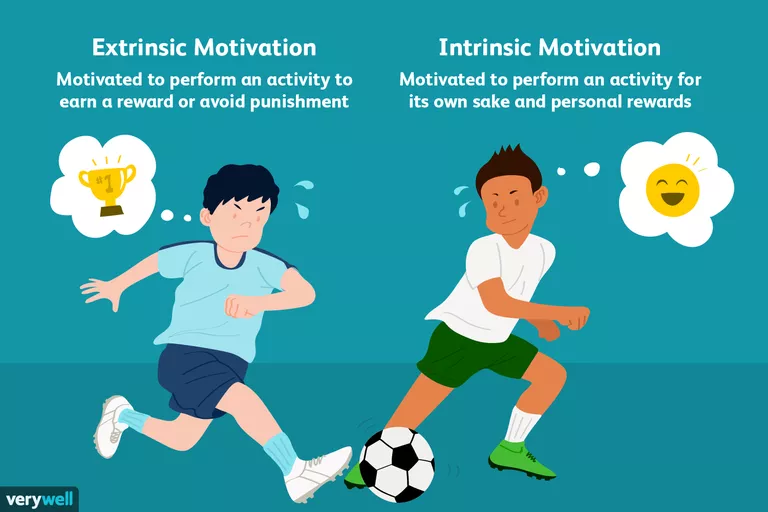 Extrinsic Motivation
Motivated to perform an activity to
earn a reward or avoid punishment
Intrinsic Motivation
Motivated to perform an activity for
its own sake and personal rewards
#1
verywell